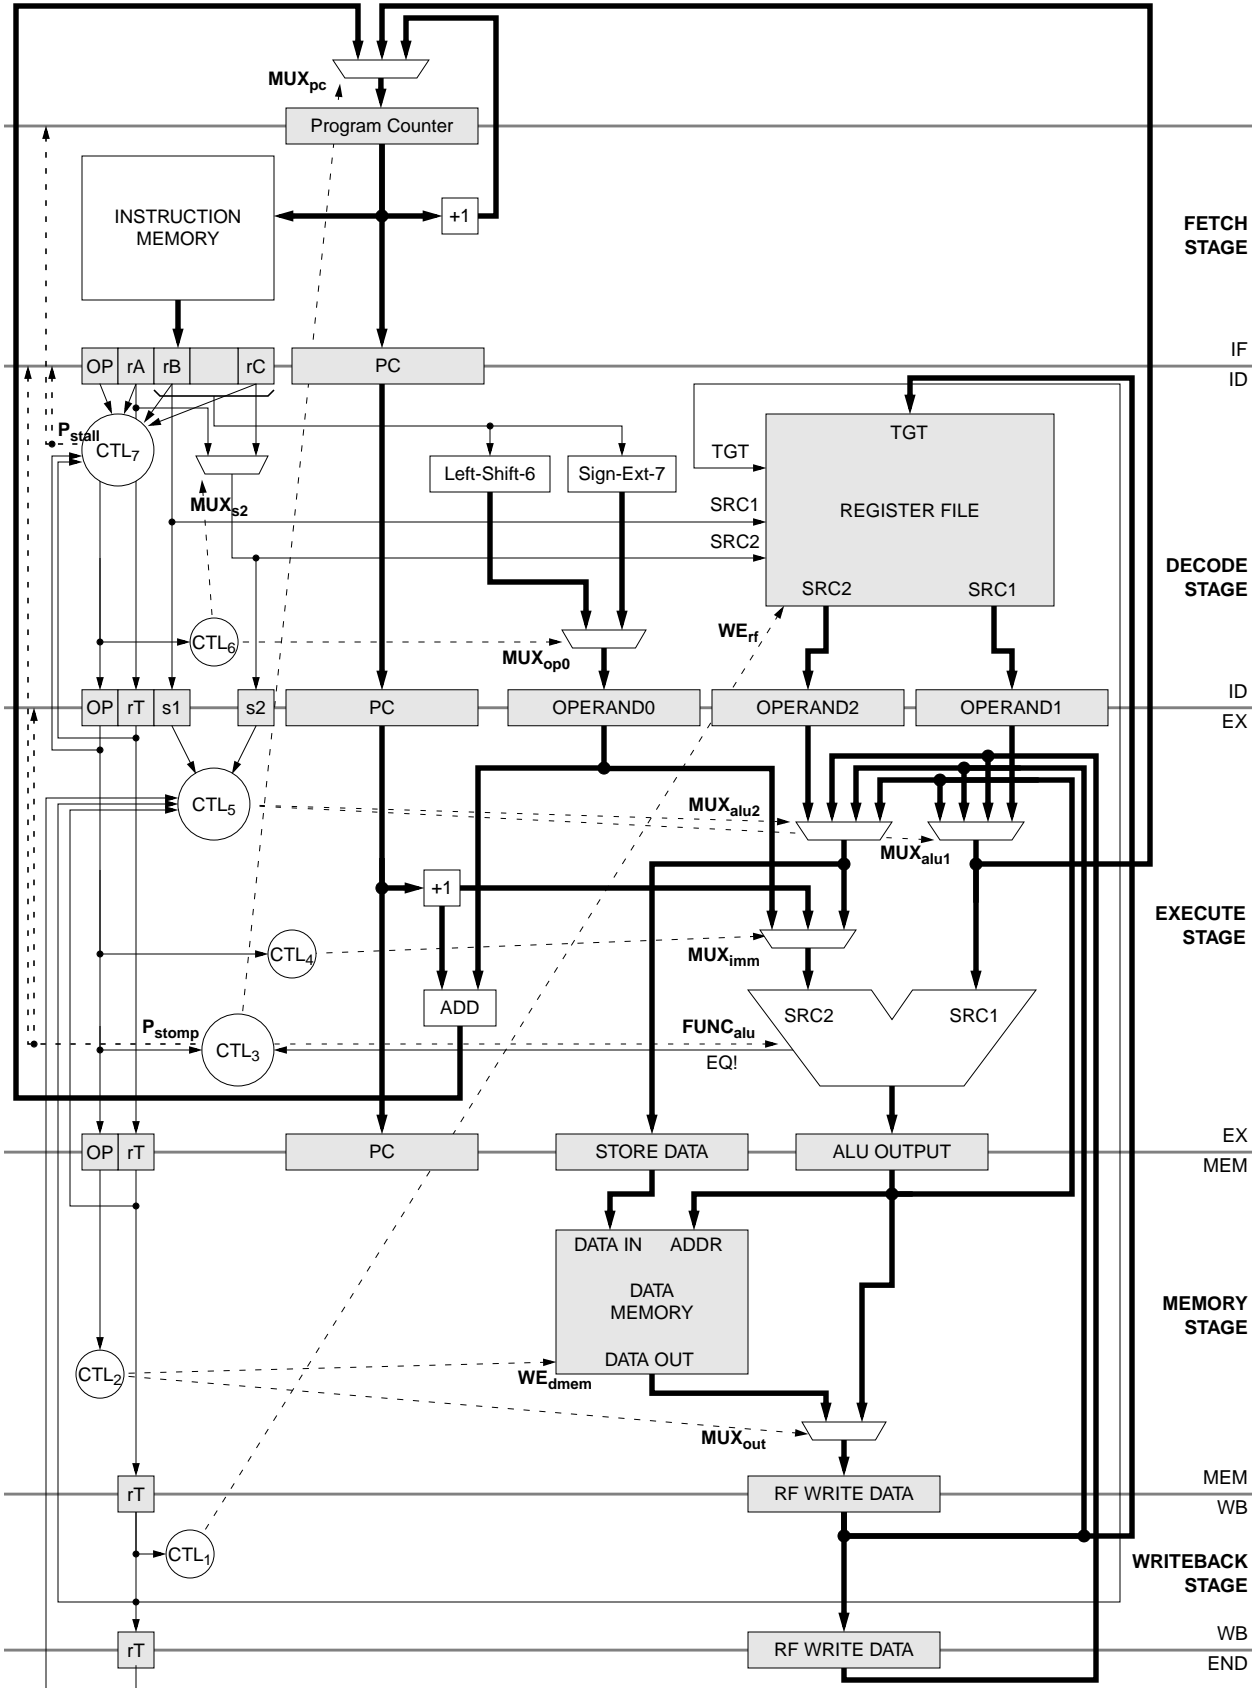 MUXpc
Program Counter
INSTRUCTION
MEMORY
+1
FETCH
STAGE
OP rA rB rC
PC
IF
ID
Pstall
CTL7
TGT
TGT
Left-Shift-6
Sign-Ext-7
MUXs2
SRC1
REGISTER FILE
SRC2
DECODE
STAGE
SRC2
SRC1
CTL6
WErf
MUXop0
OP rT s1 s2
PC
OPERAND0
OPERAND2
OPERAND1
ID
EX
CTL5
MUXalu2
MUXalu1
+1
EXECUTE
STAGE
CTL4
MUXimm
ADD
SRC2
SRC1
Pstomp
CTL3
FUNCalu
EQ!
OP rT
PC
STORE DATA
ALU OUTPUT
EX
MEM
DATA IN
ADDR
DATA
MEMORY
MEMORY
STAGE
DATA OUT
CTL2
WEdmem
MUXout
rT
RF WRITE DATA
MEM
WB
CTL1
WRITEBACK
STAGE
rT
RF WRITE DATA
WB
END